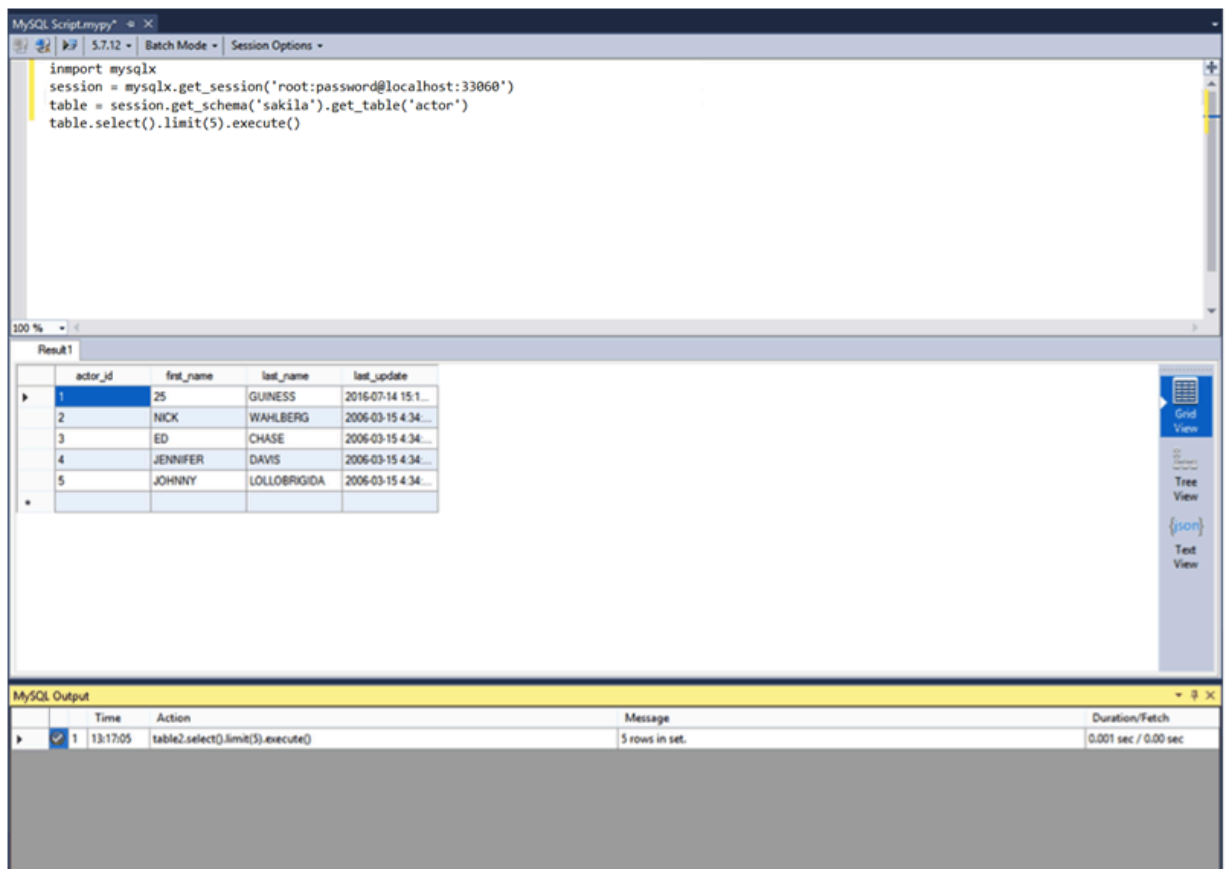 MySQL Script.mypy*
5.7.12 Batch Mode Session Options
inmport mysqlx
session = mysqlx.get_session('root:password@localhost:33060')
table = session.get_schema('sakila').get_table('actor')
table.select().limit(5).execute()
100 %
Result1
actor_id first_name last_name last_update
1 25 GUINESS 2016-07-14 15:1...
2 NICK WAHLBERG 2006-03-15 4:34:...
3 ED CHASE 2006-03-15 4:34:...
4 JENNIFER DAVIS 2006-03-15 4:34:...
5 JOHNNY LOLLOBRIGIDA 2006-03-15 4:34:...
Grid
View
Tree
View
{json}
Text
View
MySQL Output
Time Action Message Duration/Fetch
1 13:17:05 table2.select().limit(5).execute() 5 rows in set. 0.001 sec / 0.00 sec